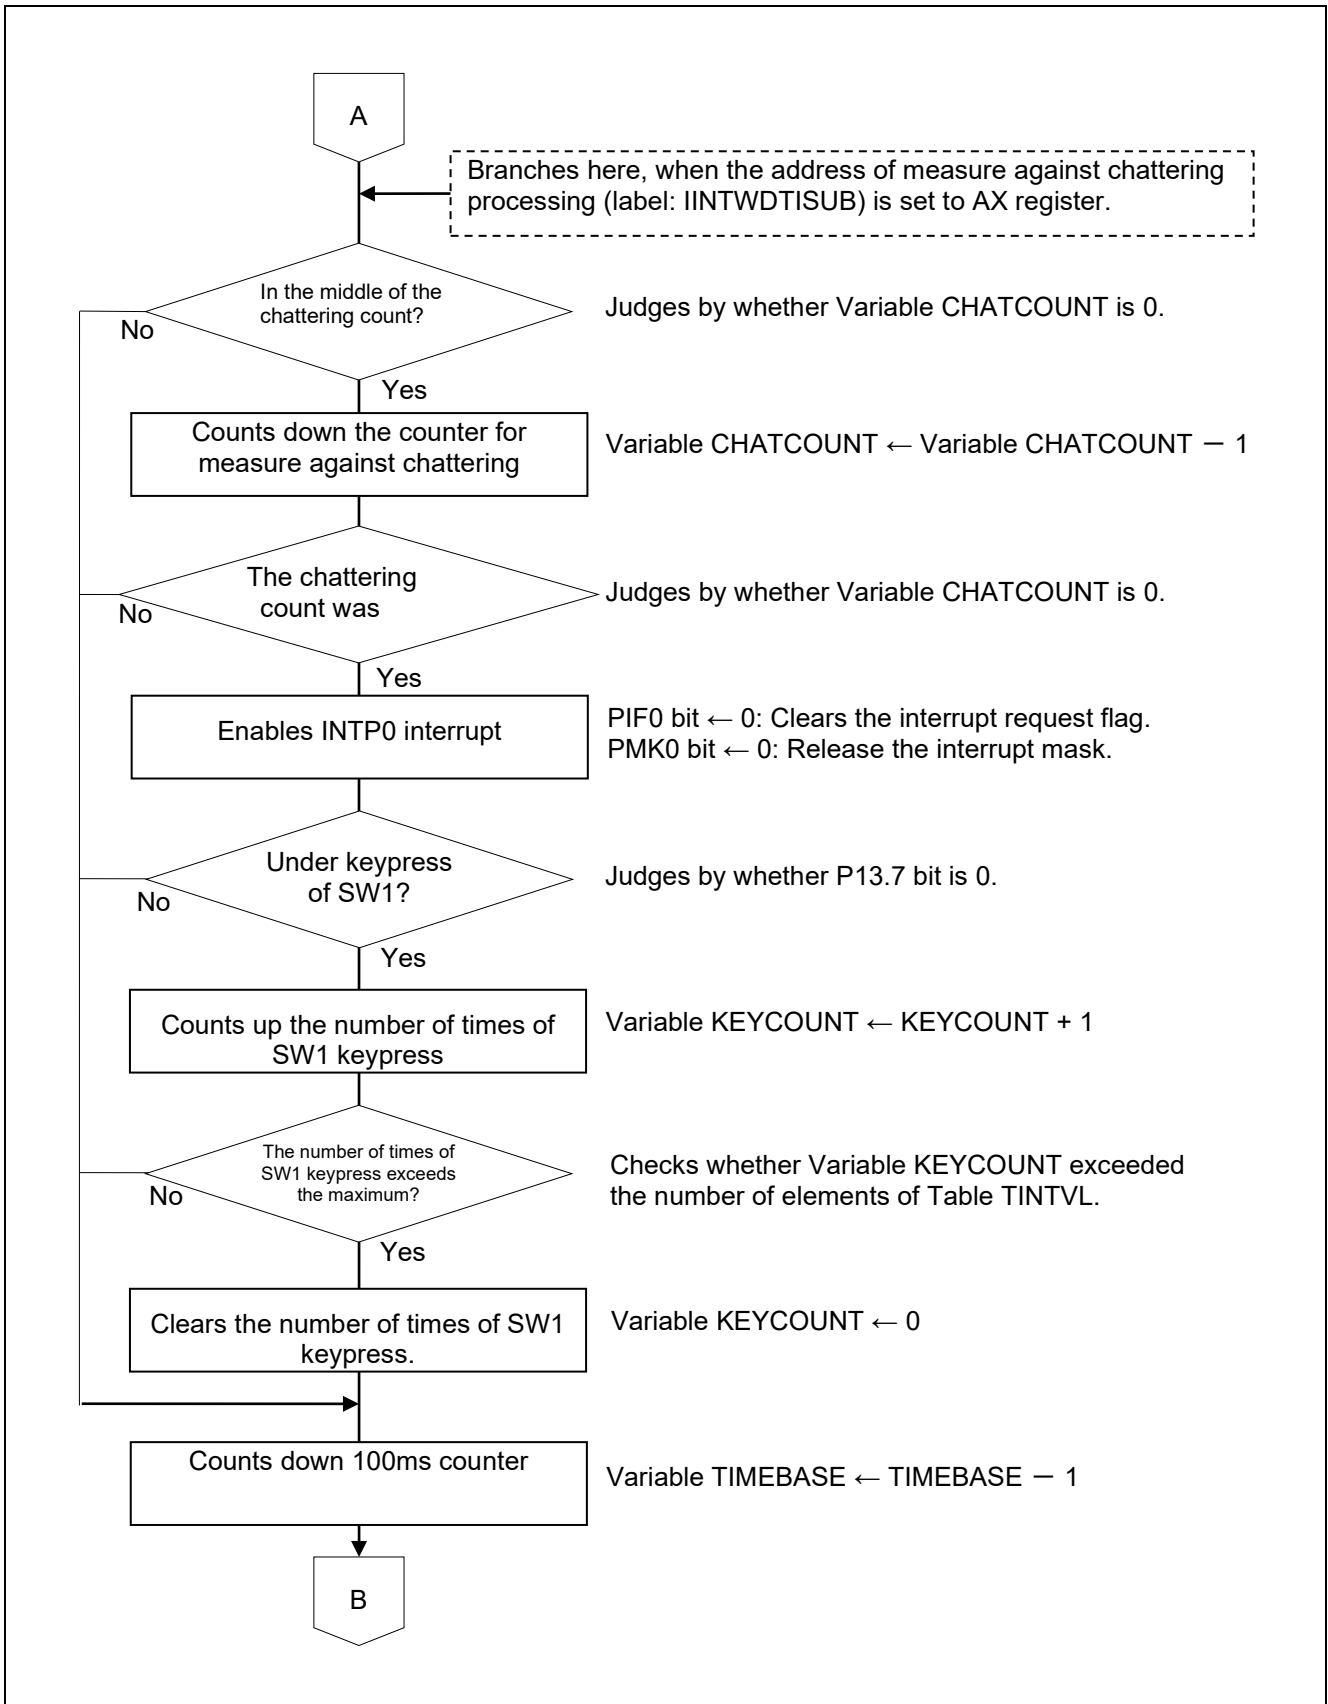 A
Branches here, when the address of measure against chattering
processing (label: IINTWDTISUB) is set to AX register.
In the middle of the
chattering count?
Judges by whether Variable CHATCOUNT is 0.
No
Yes
Counts down the counter for
measure against chattering
Variable CHATCOUNT ← Variable CHATCOUNT － 1
The chattering
count was
Judges by whether Variable CHATCOUNT is 0.
No
Yes
Enables INTP0 interrupt
PIF0 bit ← 0: Clears the interrupt request flag.
PMK0 bit ← 0: Release the interrupt mask.
Under keypress
of SW1?
Judges by whether P13.7 bit is 0.
No
Yes
Counts up the number of times of
SW1 keypress
Variable KEYCOUNT ← KEYCOUNT + 1
The number of times of
SW1 keypress exceeds
the maximum?
Checks whether Variable KEYCOUNT exceeded
the number of elements of Table TINTVL.
No
Yes
Clears the number of times of SW1
keypress.
Variable KEYCOUNT ← 0
Counts down 100ms counter
Variable TIMEBASE ← TIMEBASE － 1
B